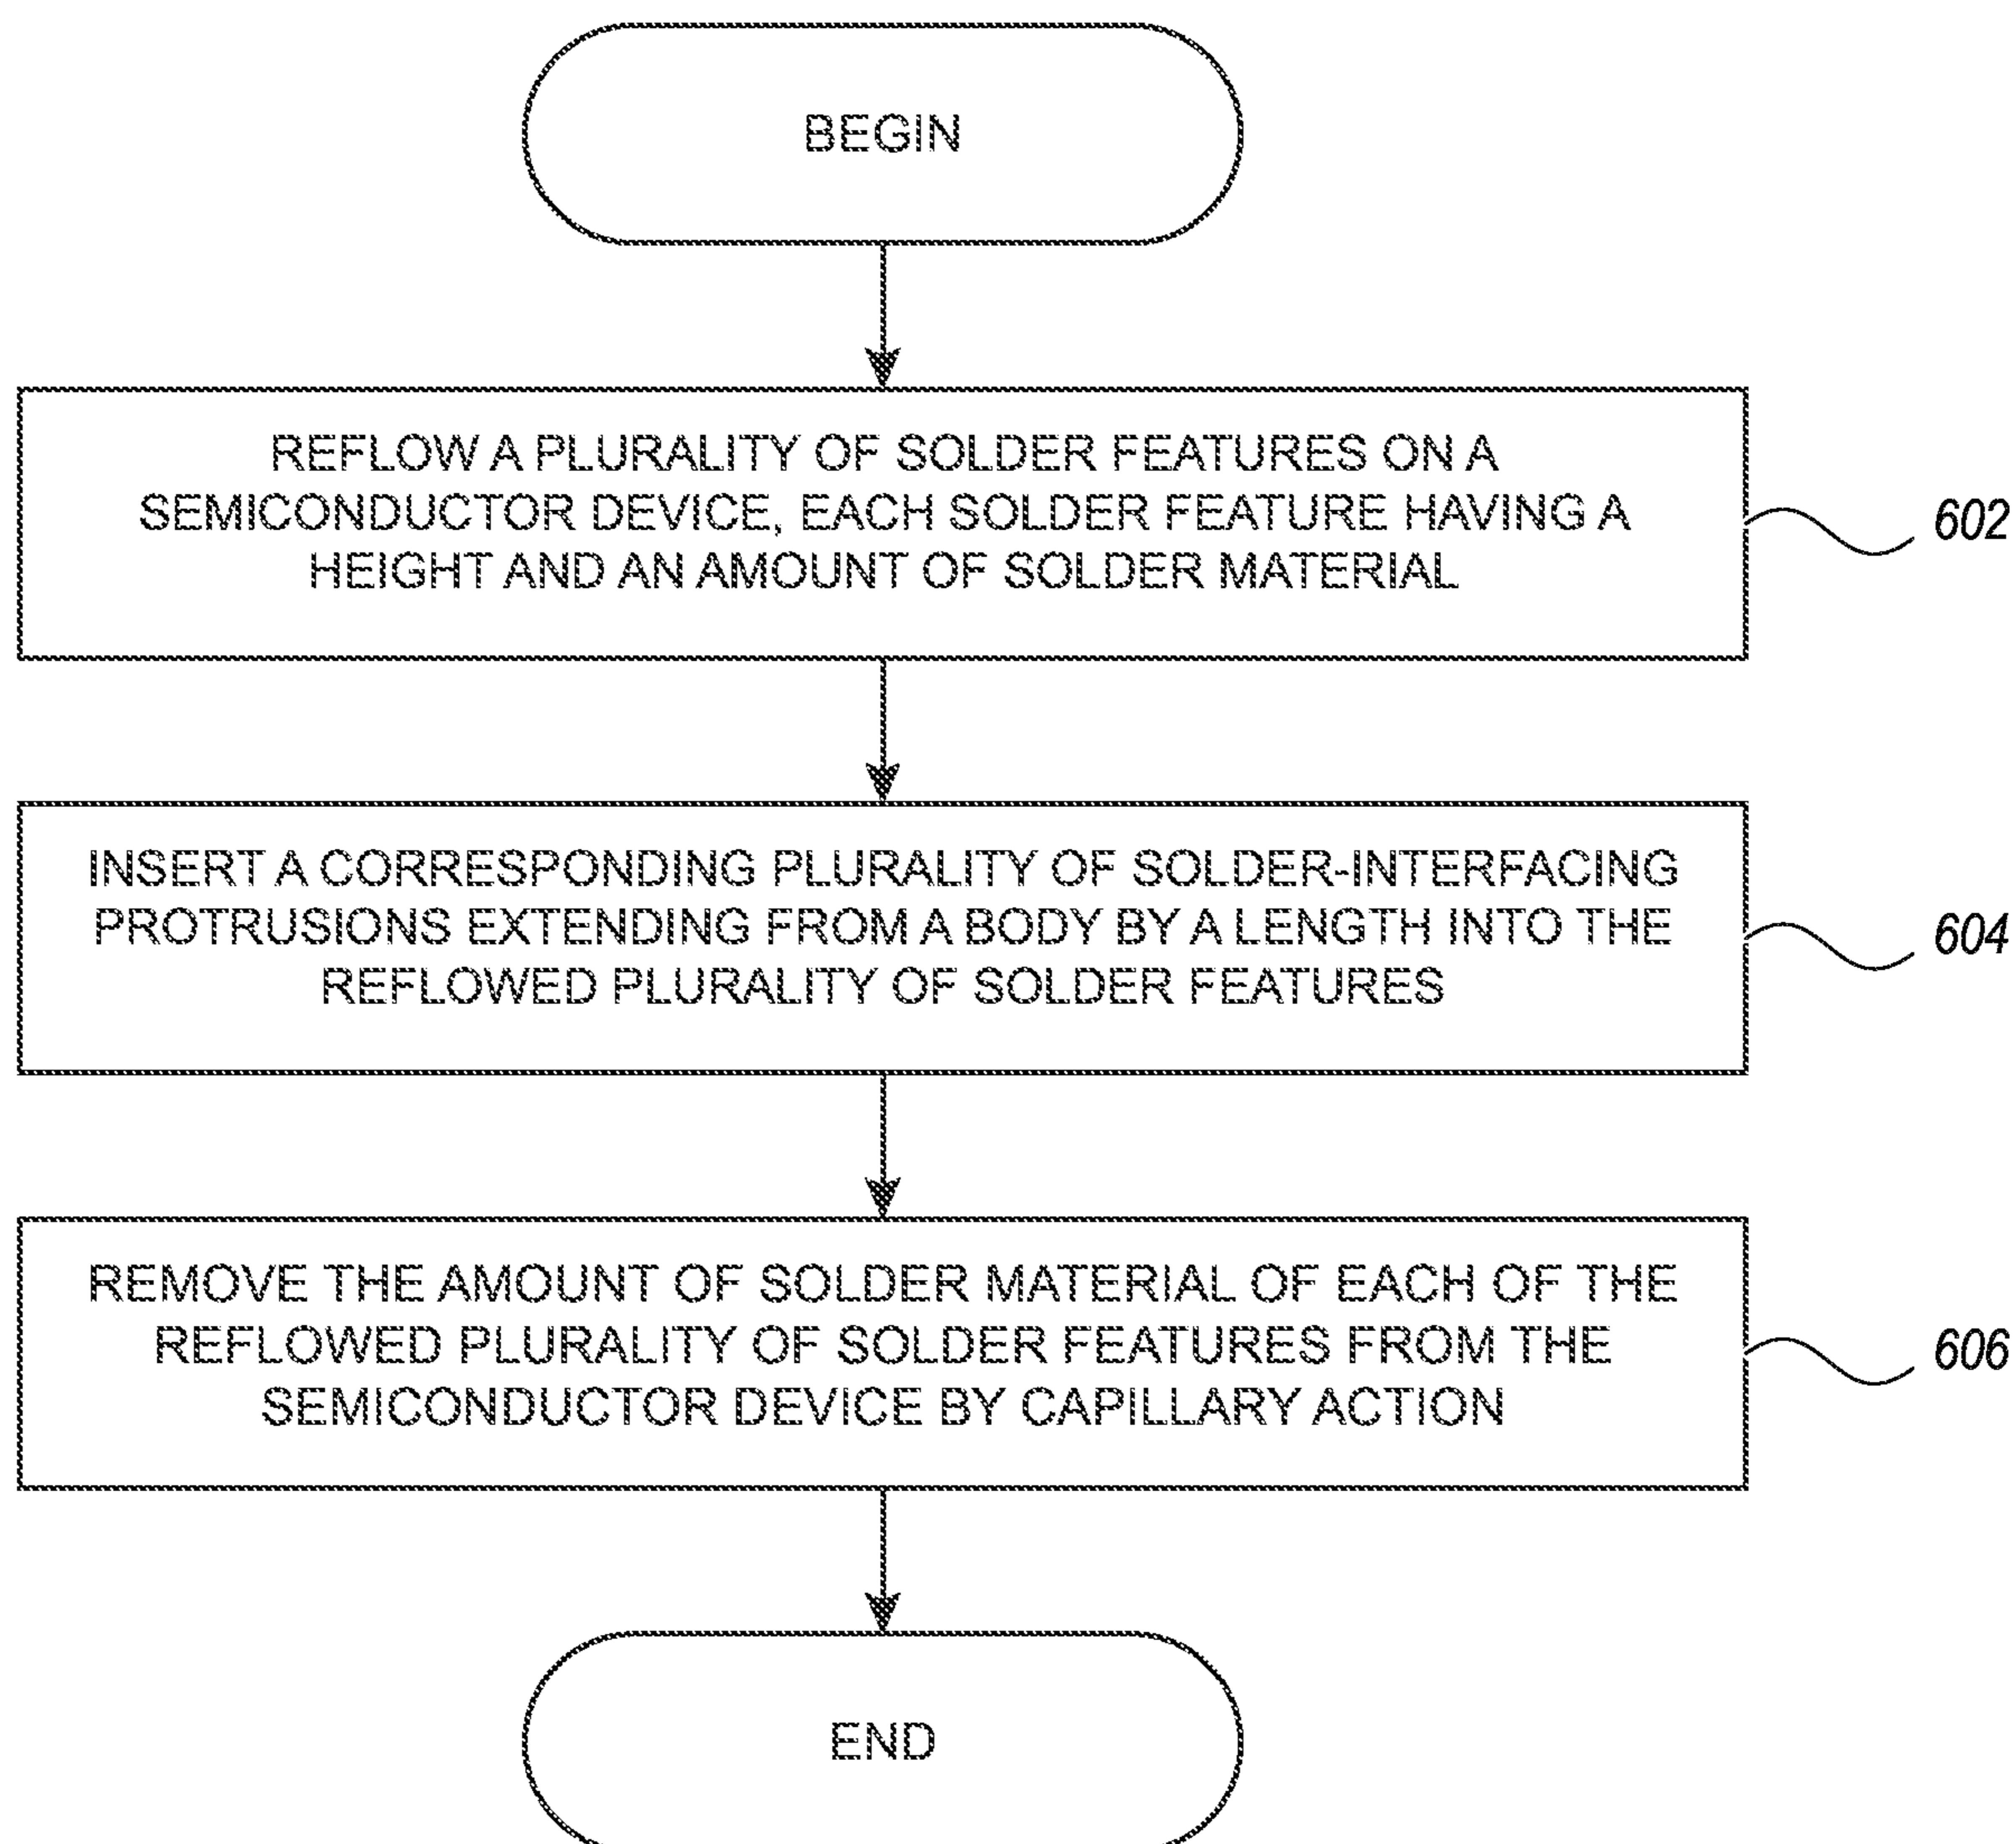 BEGIN
REFLOW A PLURALITY OF SOLDER FEATURES ON A
SEMICONDUCTOR DEVICE, EACH SOLDER FEATURE HAVING A
HEIGHT AND AN AMOUNT OF SOLDER MATERIAL
602
INSERT A CORRESPONDING PLURALITY OF SOLDER-INTERFACING
PROTRUSIONS EXTENDING FROM A BODY BY A LENGTH INTO THE
REFLOWED PLURALITY OF SOLDER FEATURES
604
REMOVE THE AMOUNT OF SOLDER MATERIAL OF EACH OF THE
REFLOWED PLURALITY OF SOLDER FEATURES FROM THE
SEMICONDUCTOR DEVICE BY CAPILLARY ACTION
606
END